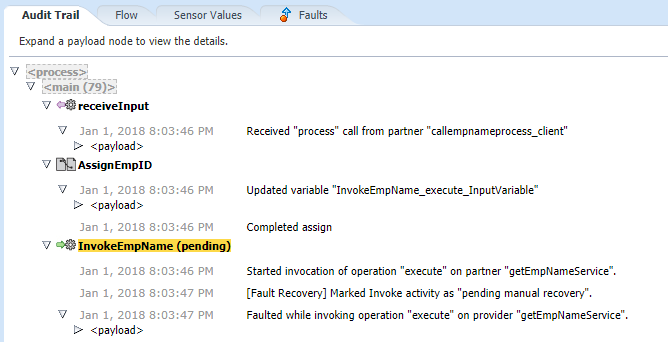 Audit Trail Flow Sensor Values Faults
Expand a payload node to view the details.
<process>
<main (79)>
receiveInput
Jan 1, 2018 8:03:46 PM Received "process" call from partner "callempnameprocess_client"
<payload>
AssignEmpID
Jan 1, 2018 8:03:46 PM Updated variable "InvokeEmpName_execute_InputVariable"
<payload>
Jan 1, 2018 8:03:46 PM Completed assign
InvokeEmpName (pending)
Jan 1, 2018 8:03:46 PM Started invocation of operation "execute" on partner "getEmpNameService".
Jan 1, 2018 8:03:47 PM [Fault Recovery] Marked Invoke activity as "pending manual recovery".
Jan 1, 2018 8:03:47 PM Faulted while invoking operation "execute" on provider "getEmpNameService".
<payload>